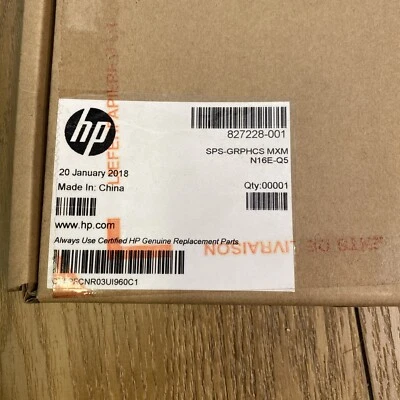 hp
827228-001
SPS-GRPHCS MXM
N16E-Q5
20 January 2018
Made In: China
Qty:00001
www.hp.com
Always Use Certified HP Genuine Replacement Parts
LIEFERPAPIERE
LIVRAISON